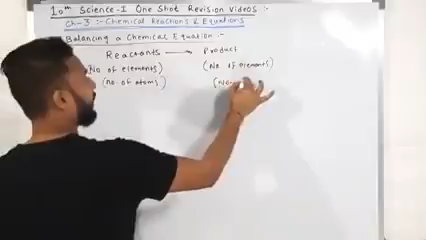 10th Science-I One Shot Revision Videos :-
Ch-3 :- Chemical Reactions & Equations
Balancing a Chemical Equation :-
Reactants → Product
(No. of elements) (No. of elements)
(No. of atoms) (No